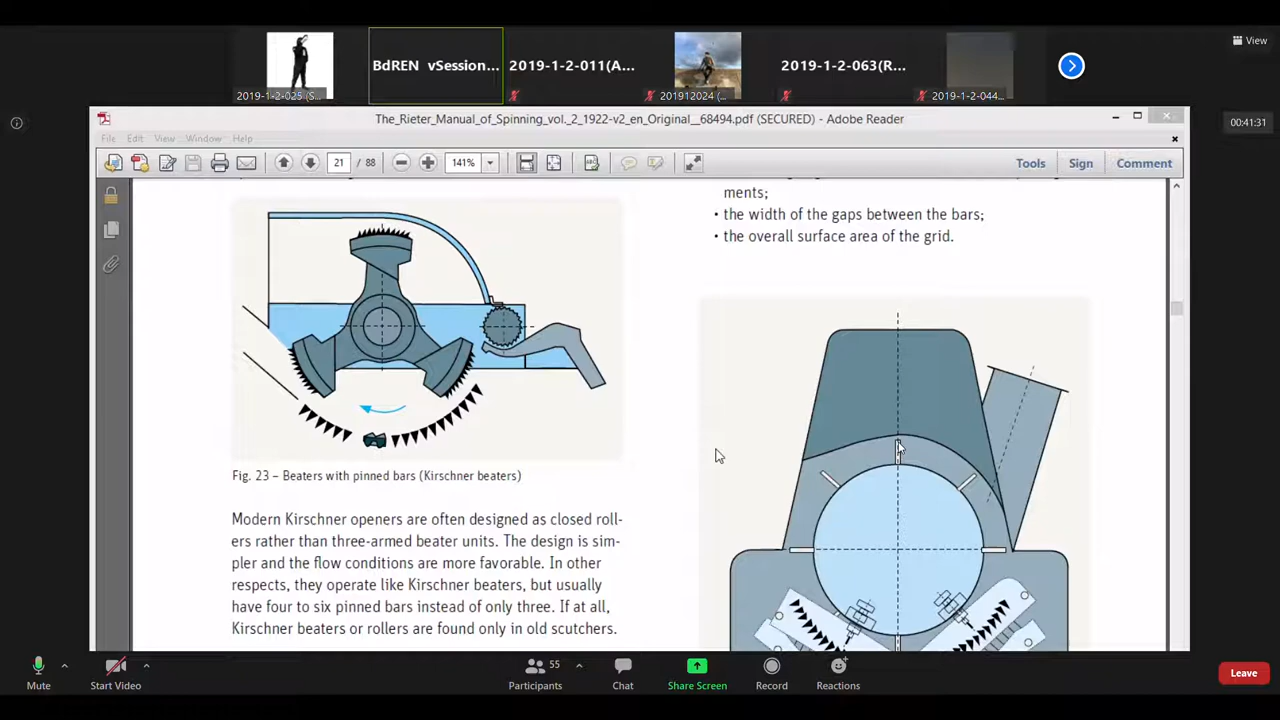 View
BdREN vSession...
2019-1-2-011(A...
2019-1-2-063(R...
2019-1-2-025 (S...
201912024 (...
2019-1-2-044...
The_Rieter_Manual_of_Spinning_vol._2_1922-v2_en_Original__68494.pdf (SECURED) - Adobe Reader
00:41:31
File Edit View Window Help
21 / 88
141%
Tools
Sign
Comment
ments;
• the width of the gaps between the bars;
• the overall surface area of the grid.
Fig. 23 – Beaters with pinned bars (Kirschner beaters)
Modern Kirschner openers are often designed as closed roll-
ers rather than three-armed beater units. The design is sim-
pler and the flow conditions are more favorable. In other
respects, they operate like Kirschner beaters, but usually
have four to six pinned bars instead of only three. If at all,
Kirschner beaters or rollers are found only in old scutchers.
Mute
Start Video
55
Participants
Chat
Share Screen
Record
Reactions
Leave